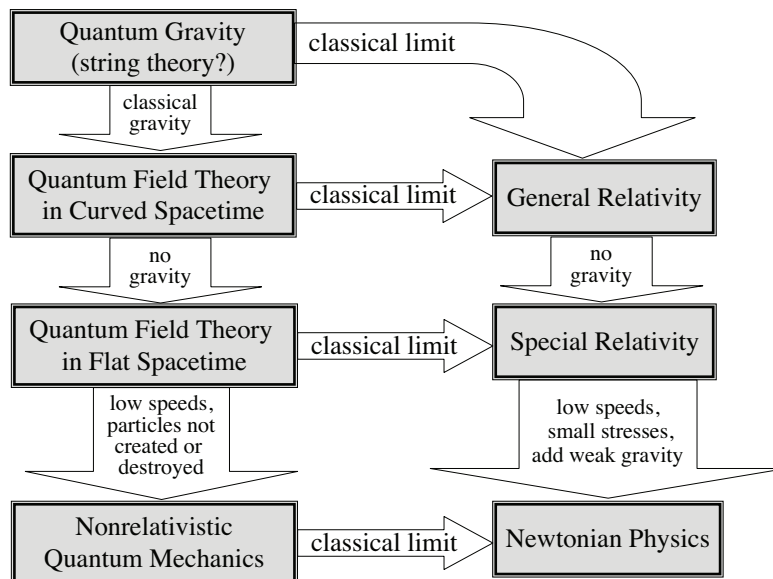 Quantum Gravity
(string theory?)
classical limit
classical
gravity
Quantum Field Theory
in Curved Spacetime
classical limit
General Relativity
no
gravity
no
gravity
Quantum Field Theory
in Flat Spacetime
classical limit
Special Relativity
low speeds,
particles not
created or
destroyed
low speeds,
small stresses,
add weak gravity
Nonrelativistic
Quantum Mechanics
classical limit
Newtonian Physics